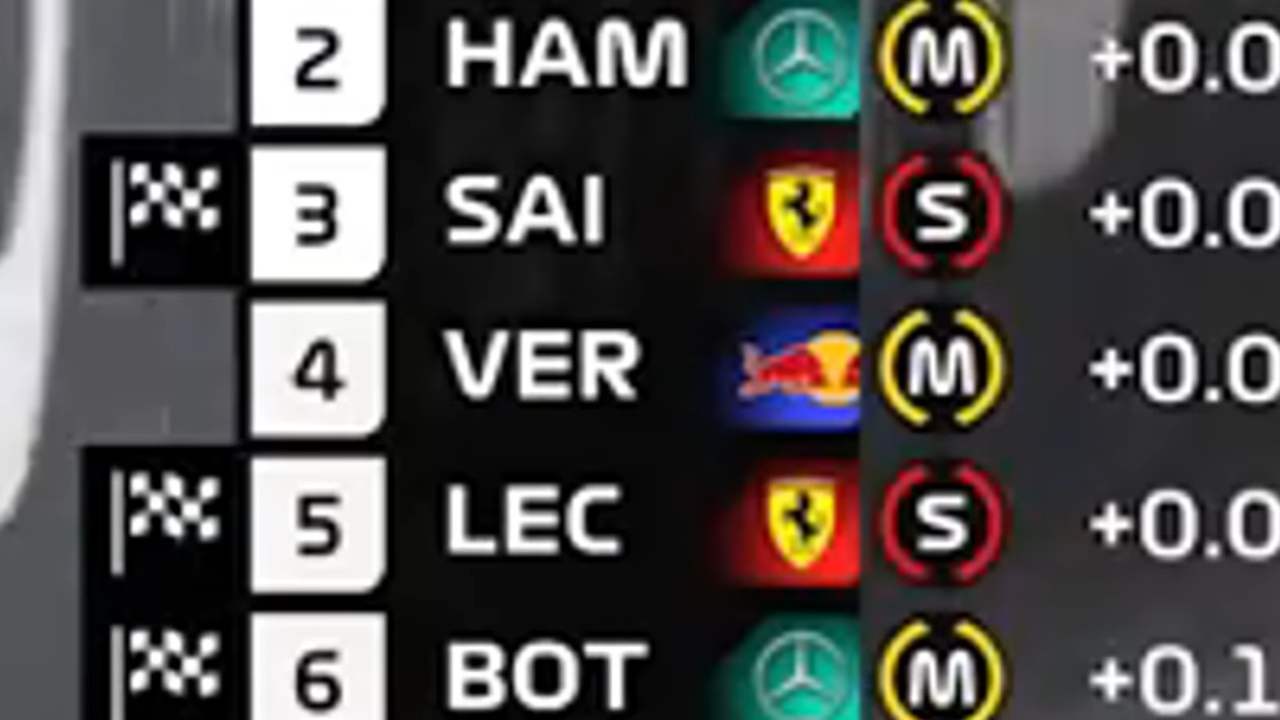 2 HAM M +0.0
3 SAI S +0.0
4 VER M +0.0
5 LEC S +0.0
6 BOT M +0.1